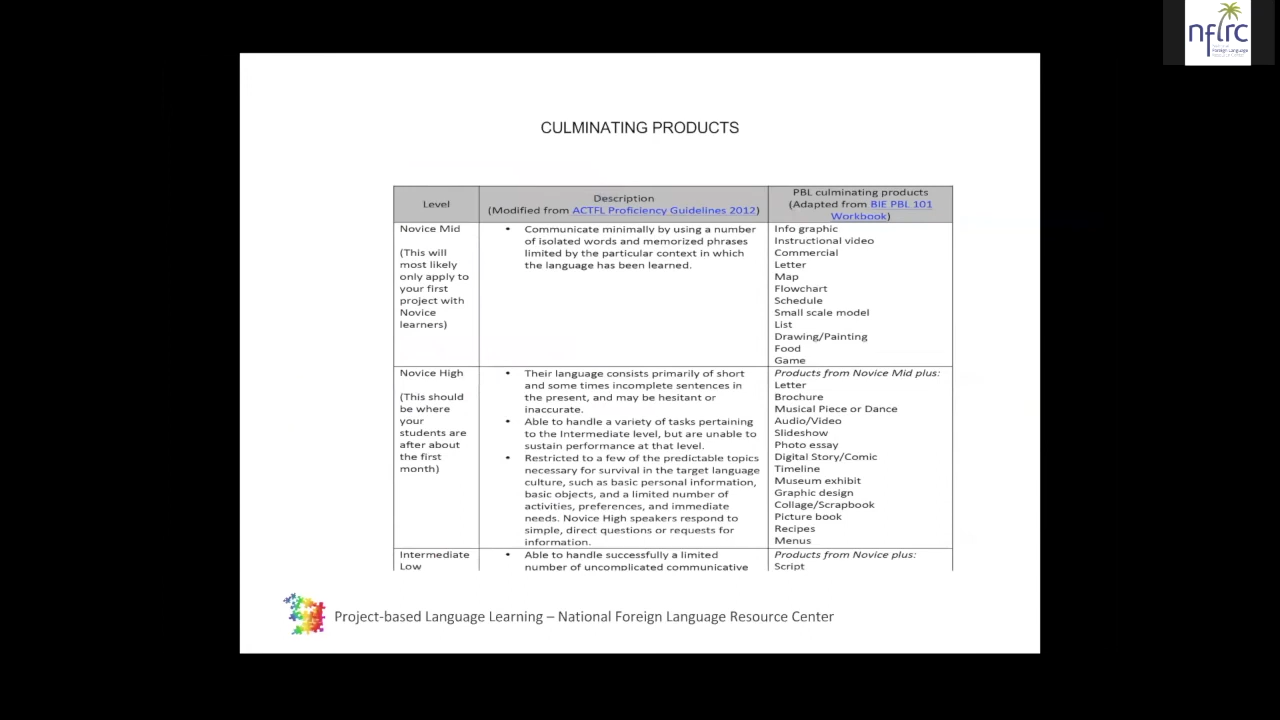 nflrc
Foreign Language
CULMINATING PRODUCTS
Level
Description
(Modified from ACTFL Proficiency Guidelines 2012)
PBL culminating products
(Adapted from BIE PBL 101
Workbook)
Novice Mid
(This will
most likely
only apply to
your first
project with
Novice
learners)
• Communicate minimally by using a number
of isolated words and memorized phrases
limited by the particular context in which
the language has been learned.
Info graphic
Instructional video
Commercial
Letter
Map
Flowchart
Schedule
Small scale model
List
Drawing/Painting
Food
Game
Novice High
(This should
be where
your
students are
after about
the first
month)
• Their language consists primarily of short
and some times incomplete sentences in
the present, and may be hesitant or
inaccurate.
• Able to handle a variety of tasks pertaining
to the Intermediate level, but are unable to
sustain performance at that level.
• Restricted to a few of the predictable topics
necessary for survival in the target language
culture, such as basic personal information,
basic objects, and a limited number of
activities, preferences, and immediate
needs. Novice High speakers respond to
simple, direct questions or requests for
information.
Products from Novice Mid plus:
Letter
Brochure
Musical Piece or Dance
Audio/Video
Slideshow
Photo essay
Digital Story/Comic
Timeline
Museum exhibit
Graphic design
Collage/Scrapbook
Picture book
Recipes
Menus
Intermediate
Low
• Able to handle successfully a limited
number of uncomplicated communicative
Products from Novice plus:
Script
Project-based Language Learning – National Foreign Language Resource Center